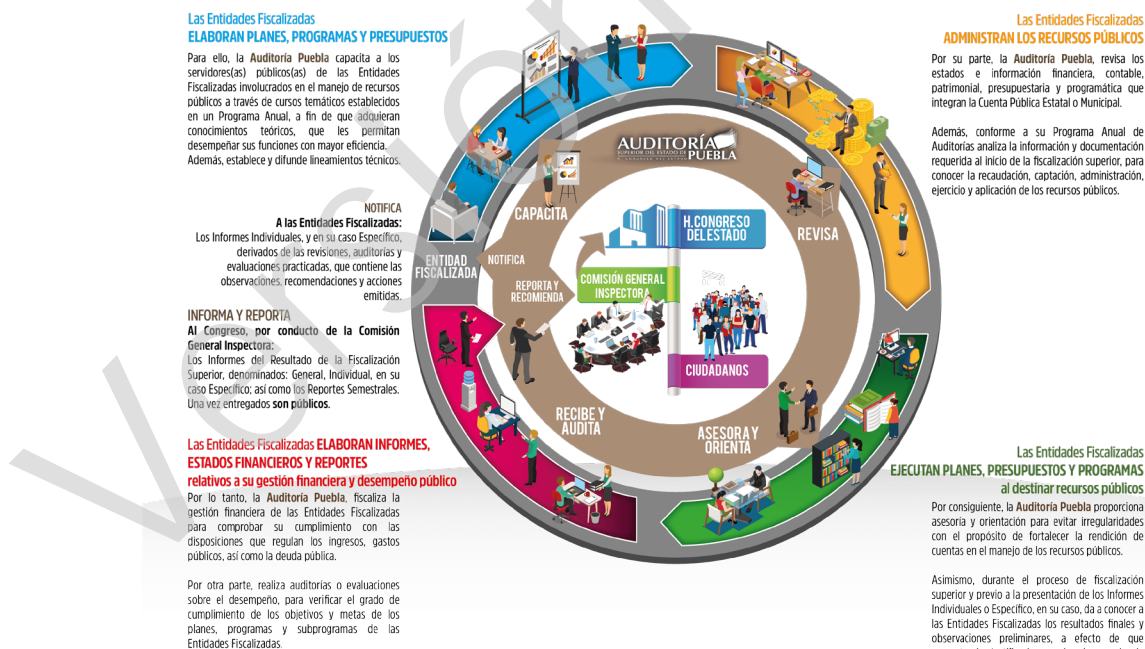 Las Entidades Fiscalizadas
ELABORAN PLANES, PROGRAMAS Y PRESUPUESTOS
Para ello, la Auditoría Puebla capacita a los
servidores(as) públicos(as) de las Entidades
Fiscalizadas involucrados en el manejo de recursos
públicos a través de cursos temáticos establecidos
en un Programa Anual, a fin de que adquieran
conocimientos teóricos, que les permitan
desempeñar sus funciones con mayor eficiencia.
Además, establece y difunde lineamientos técnicos.
NOTIFICA
A las Entidades Fiscalizadas:
Los Informes Individuales, y en su caso Específico,
derivados de las revisiones, auditorías y
evaluaciones practicadas, que contiene las
observaciones, recomendaciones y acciones
emitidas.
INFORMA Y REPORTA
Al Congreso, por conducto de la Comisión
General Inspectora:
Los Informes del Resultado de la Fiscalización
Superior, denominados: General, Individual, en su
caso Específico; así como los Reportes Semestrales.
Una vez entregados son públicos.
Las Entidades Fiscalizadas ELABORAN INFORMES,
ESTADOS FINANCIEROS Y REPORTES
relativos a su gestión financiera y desempeño público
Por lo tanto, la Auditoría Puebla, fiscaliza la
gestión financiera de las Entidades Fiscalizadas
para comprobar su cumplimiento con las
disposiciones que regulan los ingresos, gastos
públicos, así como la deuda pública.
Por otra parte, realiza auditorías o evaluaciones
sobre el desempeño, para verificar el grado de
cumplimiento de los objetivos y metas de los
planes, programas y subprogramas de las
Entidades Fiscalizadas.
AUDITORÍA
SUPERIOR DEL ESTADO DE
PUEBLA
CAPACITA
REVISA
H. CONGRESO
DEL ESTADO
ENTIDAD
FISCALIZADA
NOTIFICA
REPORTA Y
RECOMIENDA
COMISIÓN GENERAL
INSPECTORA
CIUDADANOS
RECIBE Y
AUDITA
ASESORA Y
ORIENTA
Las Entidades Fiscalizadas
ADMINISTRAN LOS RECURSOS PÚBLICOS
Por su parte, la Auditoría Puebla, revisa los
estados e información financiera, contable,
patrimonial, presupuestaria y programática que
integran la Cuenta Pública Estatal o Municipal.
Además, conforme a su Programa Anual de
Auditorías analiza la información y documentación
requerida al inicio de la fiscalización superior, para
conocer la recaudación, captación, administración,
ejercicio y aplicación de los recursos públicos.
Las Entidades Fiscalizadas
EJECUTAN PLANES, PRESUPUESTOS Y PROGRAMAS
al destinar recursos públicos
Por consiguiente, la Auditoría Puebla proporciona
asesoría y orientación para evitar irregularidades
con el propósito de fortalecer la rendición de
cuentas en el manejo de los recursos públicos.
Asimismo, durante el proceso de fiscalización
superior y previo a la presentación de los Informes
Individuales o Específico, en su caso, da a conocer a
las Entidades Fiscalizadas los resultados finales y
observaciones preliminares, a efecto de que
Versión